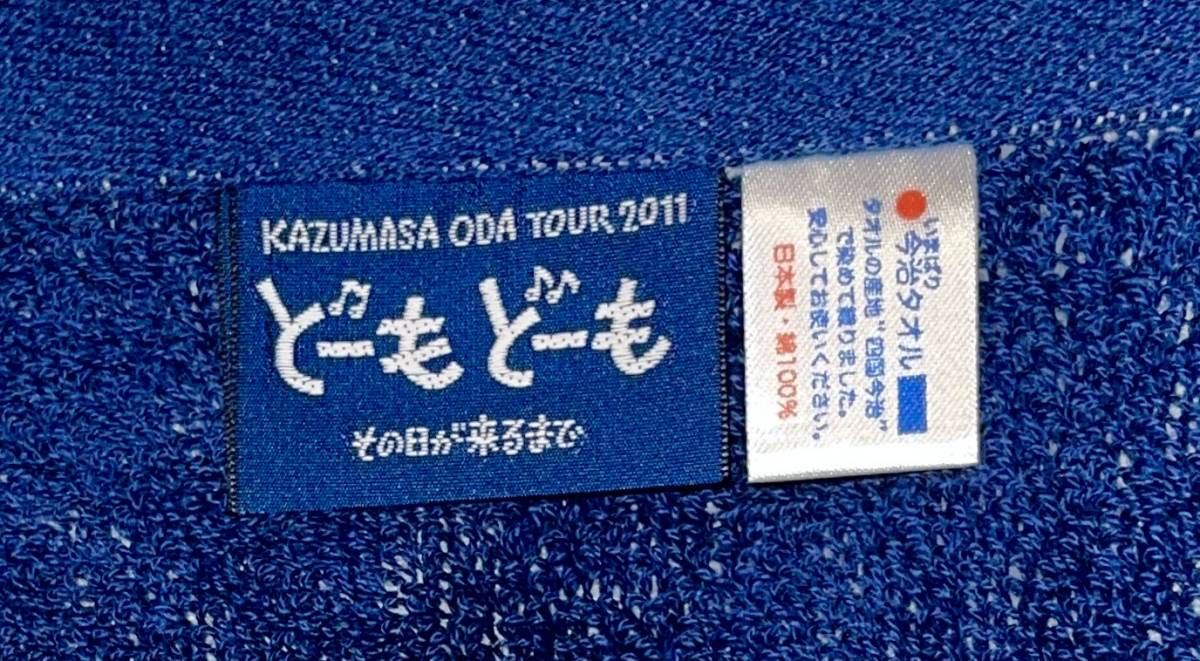 KAZUMASA ODA TOUR 2011
どーもどーも
その日が来るまで
いまばり
今治タオル
タオルの産地"四国今治"
で染めて織りました。
安心してお使いください。
日本製・綿100%